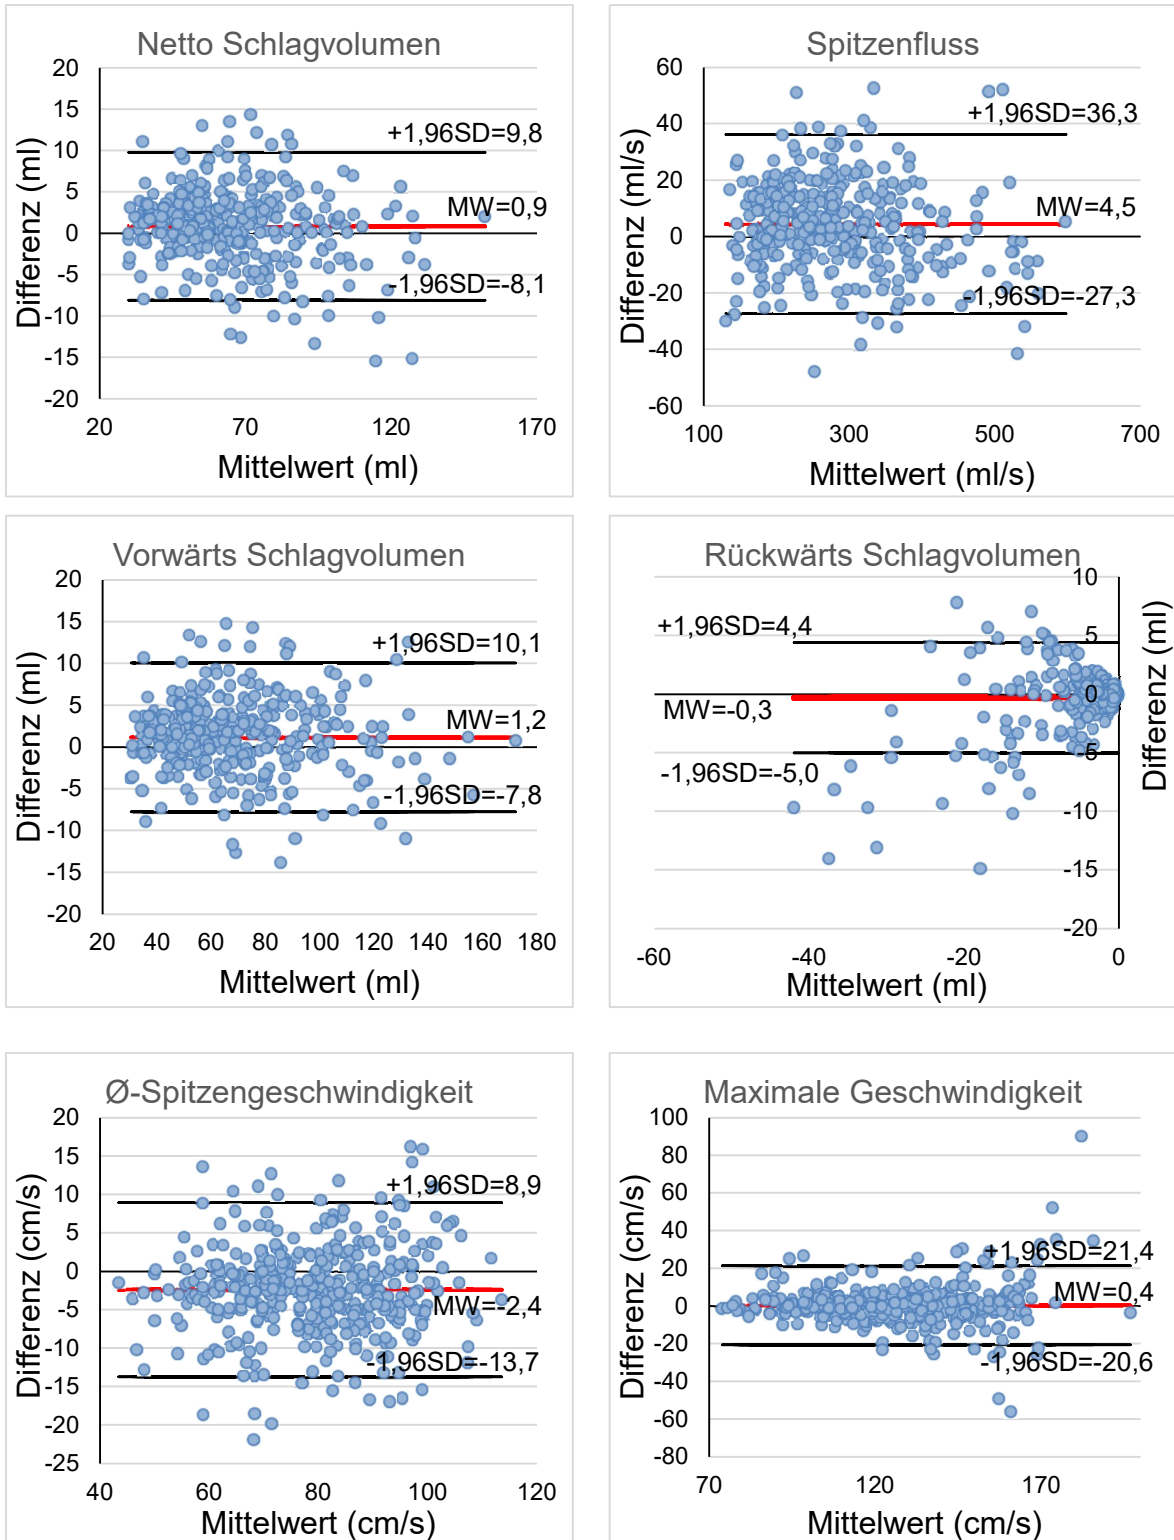 Netto Schlagvolumen
20
15
10
5
0
-5
-10
-15
-20
+1,96SD=9,8
MW=0,9
-1,96SD=-8,1
20 70 120 170
Mittelwert (ml)
Differenz (ml)
Spitzenfluss
60
40
20
0
-20
-40
-60
+1,96SD=36,3
MW=4,5
-1,96SD=-27,3
100 300 500 700
Mittelwert (ml/s)
Differenz (ml/s)
Vorwärts Schlagvolumen
20
15
10
5
0
-5
-10
-15
-20
+1,96SD=10,1
MW=1,2
-1,96SD=-7,8
20 40 60 80 100 120 140 160 180
Mittelwert (ml)
Differenz (ml)
Rückwärts Schlagvolumen
10
5
0
-5
-10
-15
-20
+1,96SD=4,4
MW=-0,3
-1,96SD=-5,0
-60 -40 -20 0
Mittelwert (ml)
Differenz (ml)
Ø-Spitzengeschwindigkeit
20
15
10
5
0
-5
-10
-15
-20
-25
+1,96SD=8,9
MW=-2,4
-1,96SD=-13,7
40 60 80 100 120
Mittelwert (cm/s)
Differenz (cm/s)
Maximale Geschwindigkeit
100
80
60
40
20
0
-20
-40
-60
-80
+1,96SD=21,4
MW=0,4
-1,96SD=-20,6
70 120 170
Mittelwert (cm/s)
Differenz (cm/s)